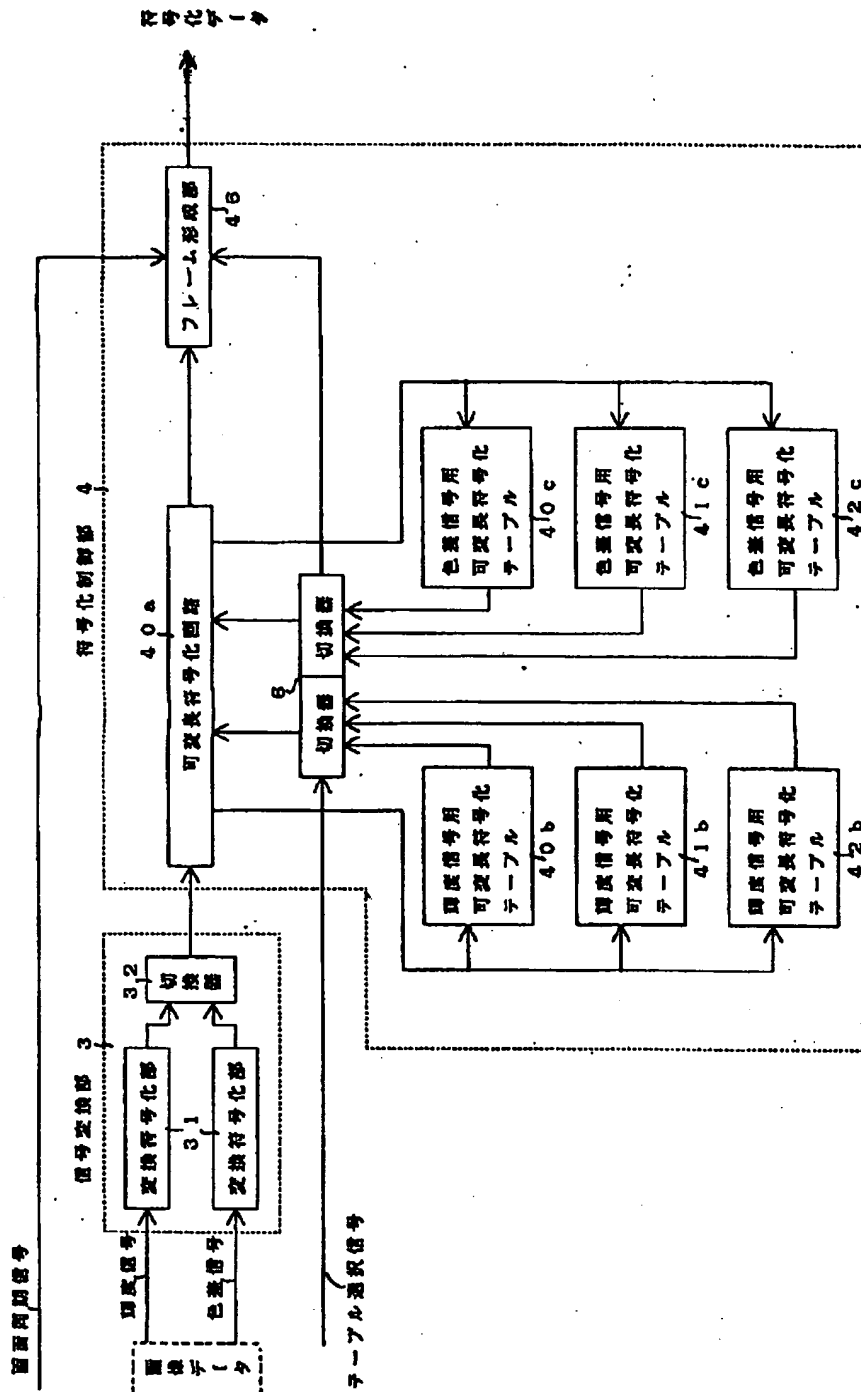 画面同期信号
画像データ
輝度信号
色差信号
テーブル選択信号
信号変換部
3
変換符号化部
31
変換符号化部
32
切換器
符号化制御部
4
40a
可変長符号化回路
フレーム形成部
46
符号化データ
切換器
6
切換器
輝度信号用
可変長符号化
テーブル
40b
輝度信号用
可変長符号化
テーブル
41b
輝度信号用
可変長符号化
テーブル
42b
色差信号用
可変長符号化
テーブル
40c
色差信号用
可変長符号化
テーブル
41c
色差信号用
可変長符号化
テーブル
42c